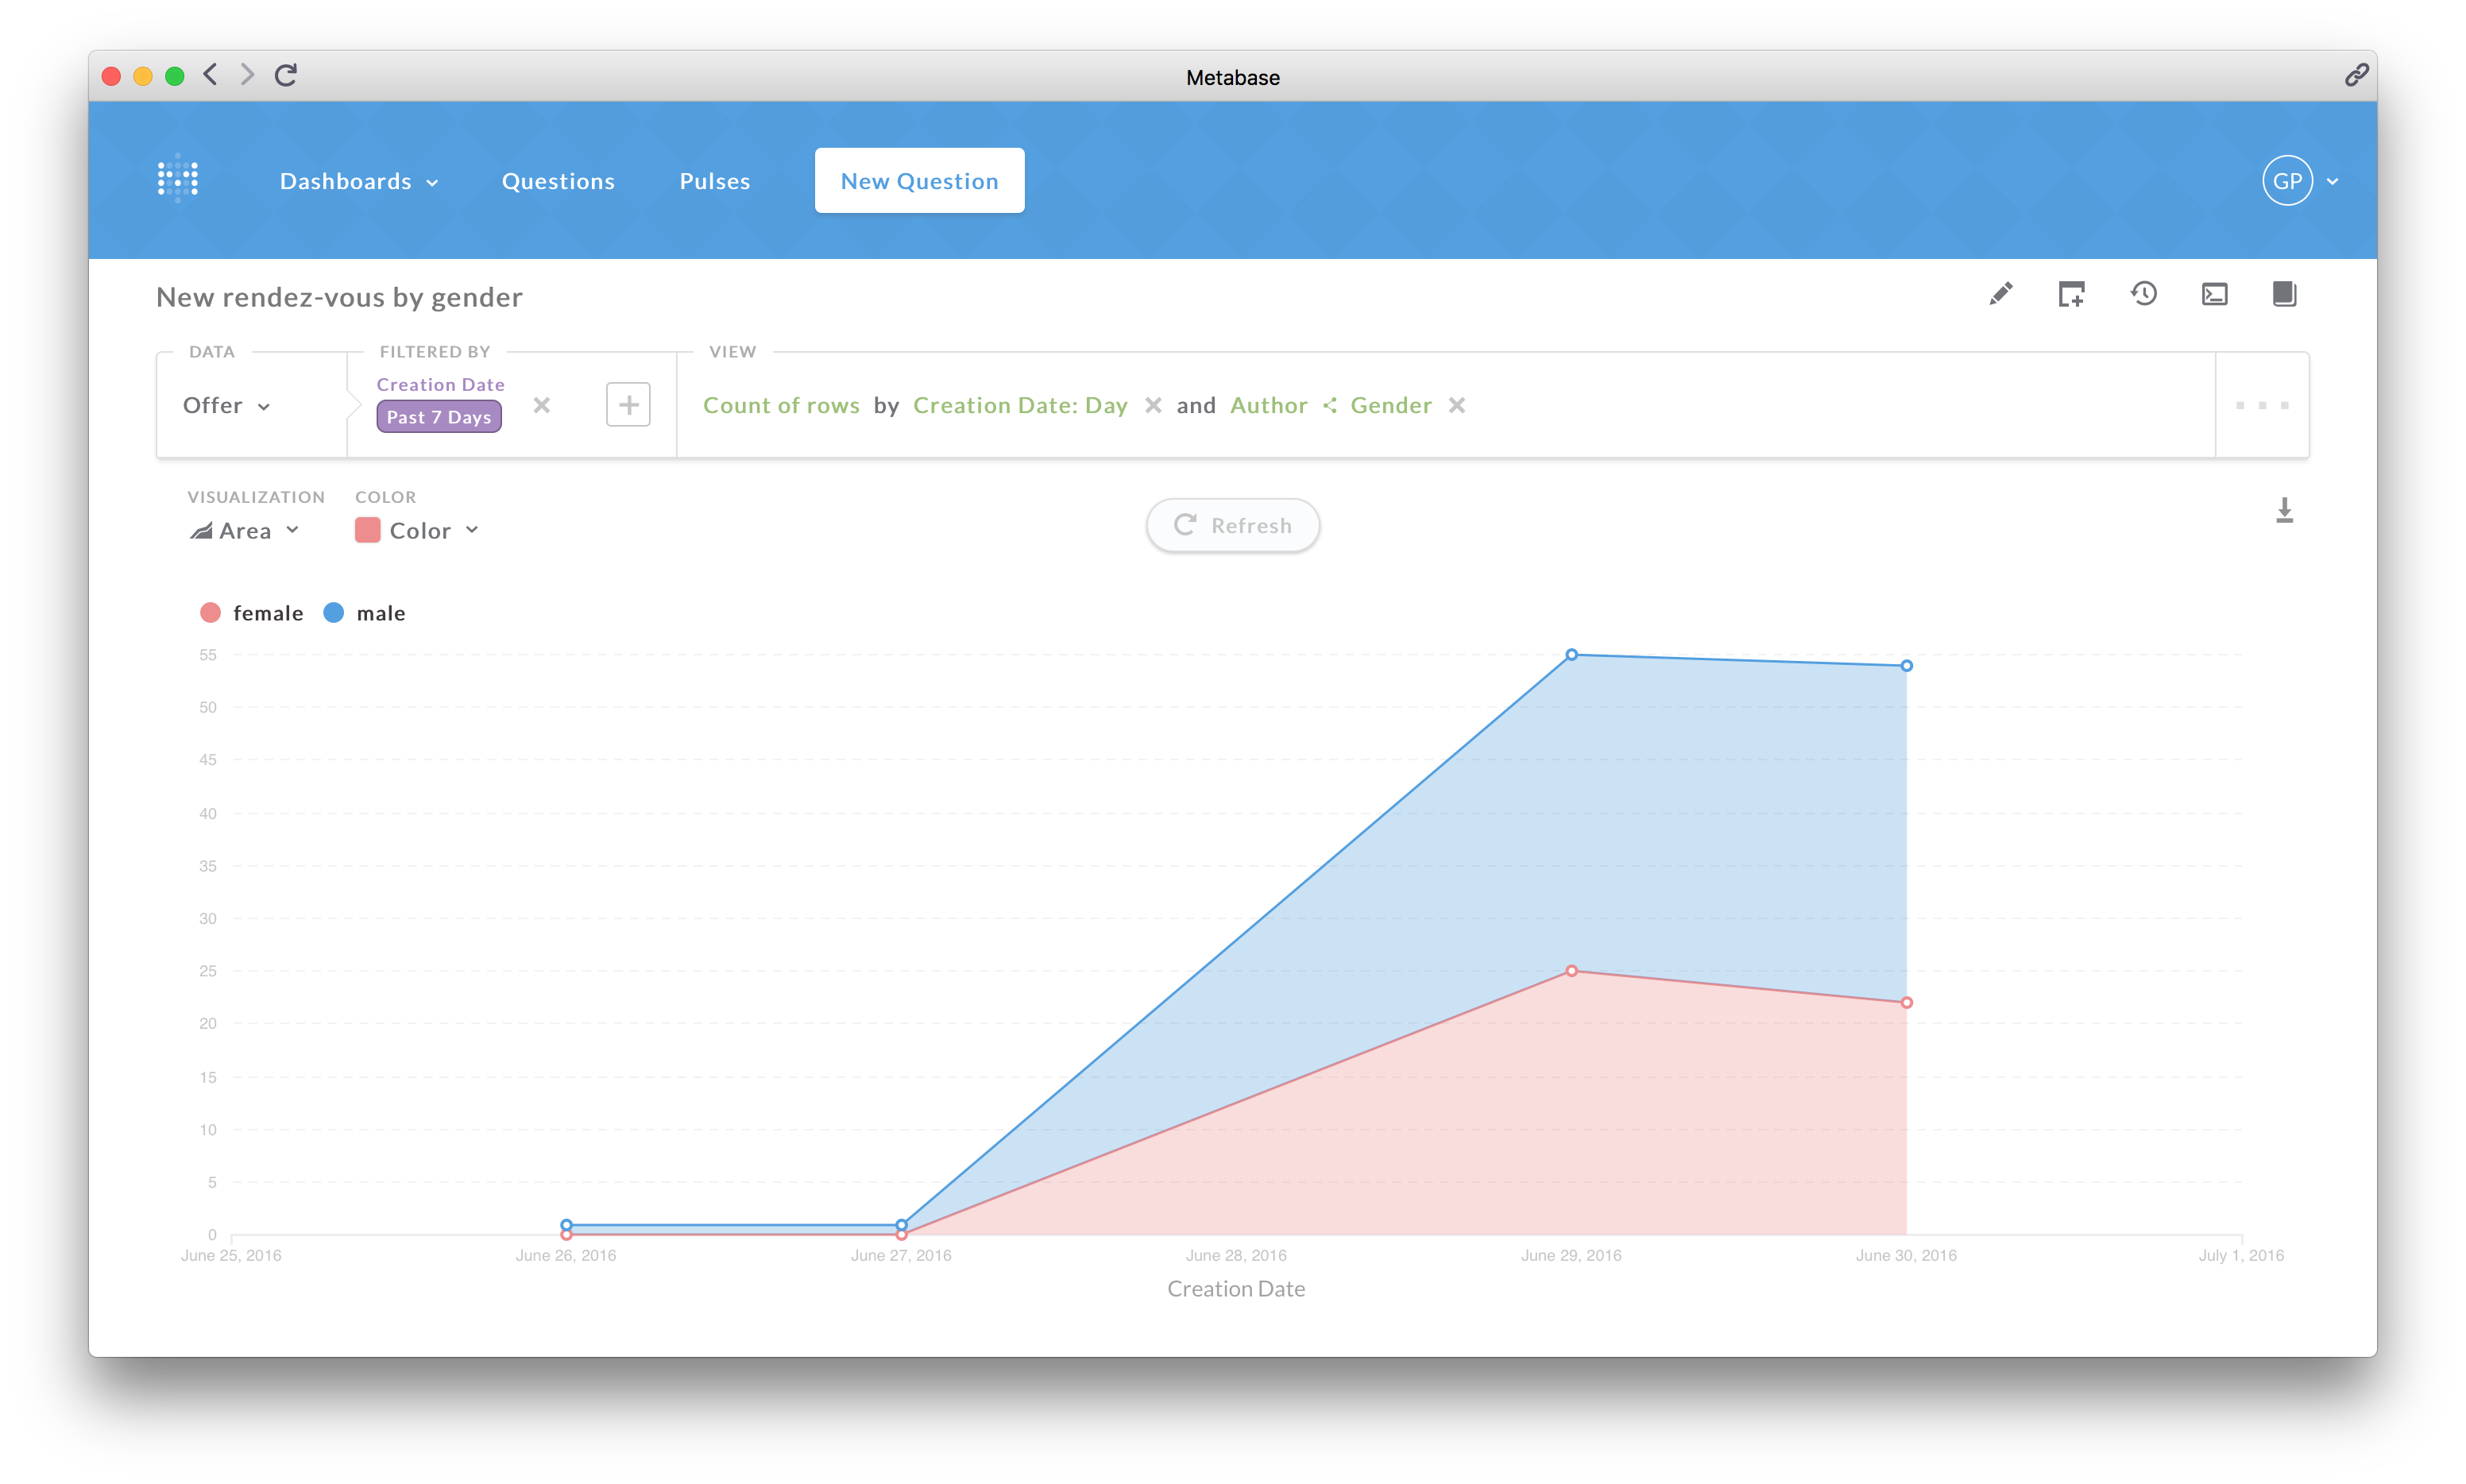 Metabase
Dashboards Questions Pulses New Question GP
New rendez-vous by gender
DATA FILTERED BY VIEW
Offer Creation Date Past 7 Days Count of rows by Creation Date: Day and Author Gender
VISUALIZATION COLOR
Area Color Refresh
female male
55
50
45
40
35
30
25
20
15
10
5
0
June 25, 2016 June 26, 2016 June 27, 2016 June 28, 2016 June 29, 2016 June 30, 2016 July 1, 2016
Creation Date